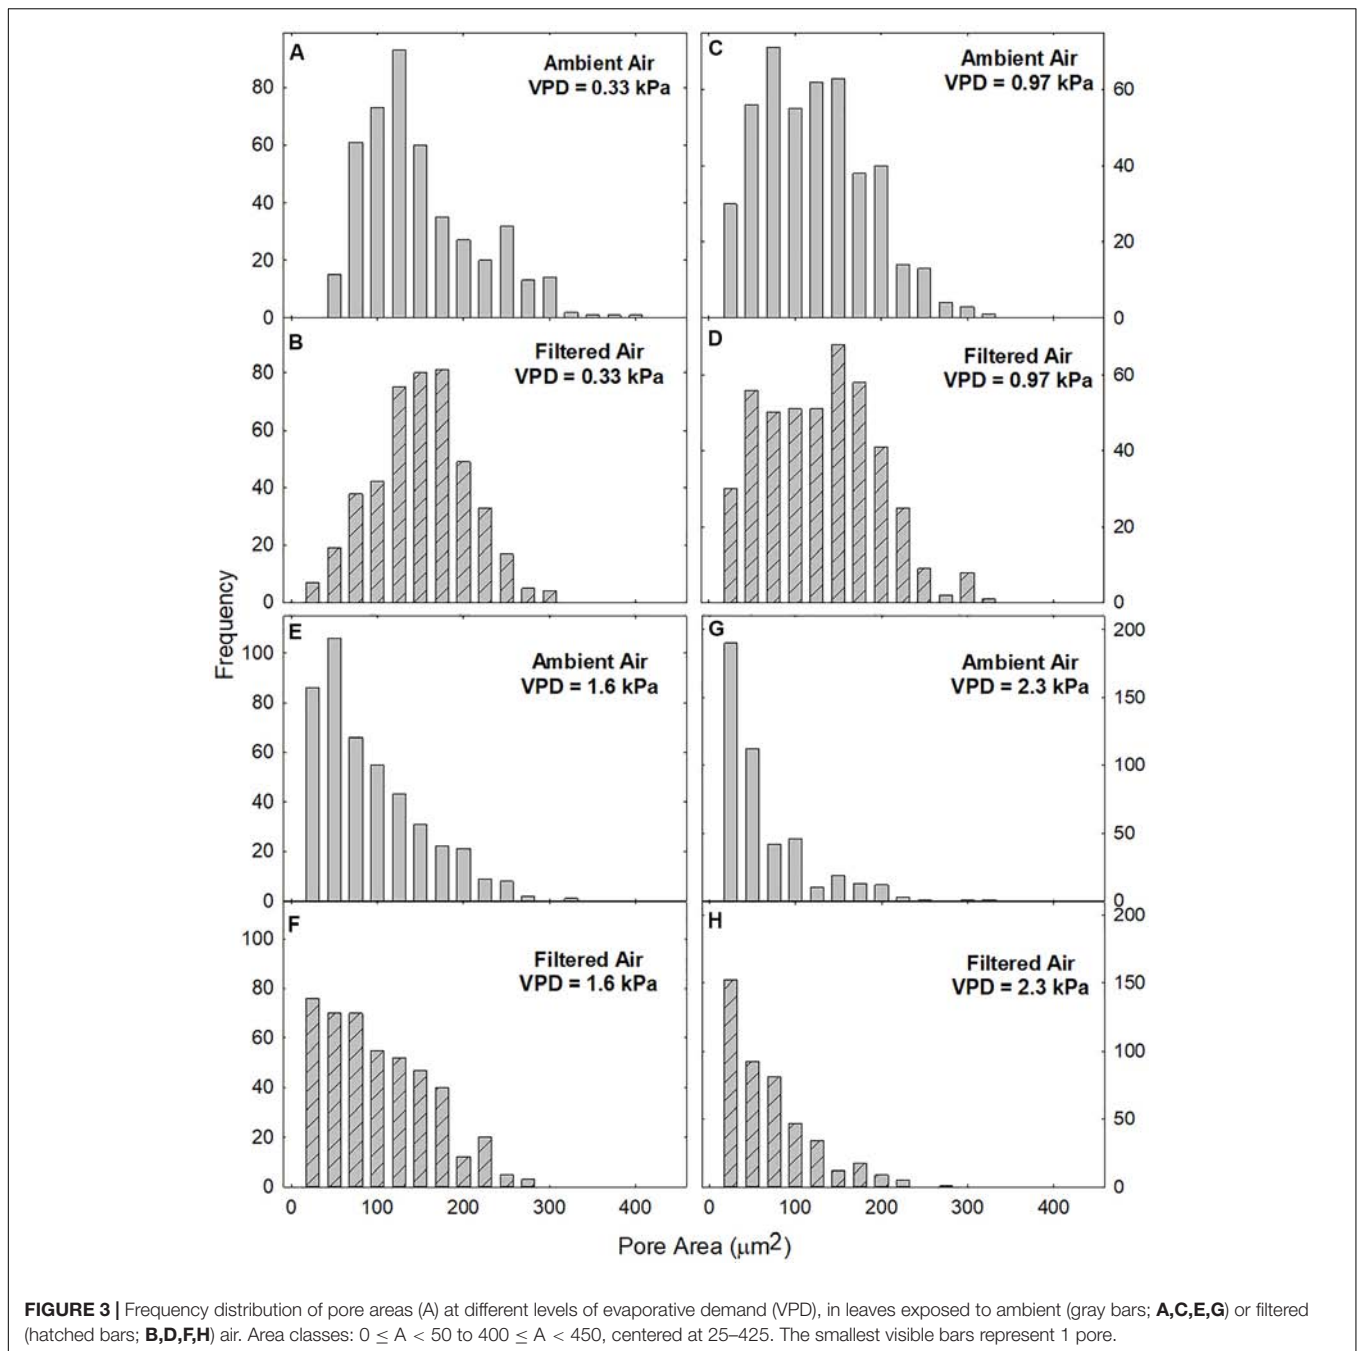 A
Ambient Air
VPD = 0.33 kPa
80
60
40
20
0
C
Ambient Air
VPD = 0.97 kPa
60
40
20
0
B
Filtered Air
VPD = 0.33 kPa
80
60
40
20
0
D
Filtered Air
VPD = 0.97 kPa
60
40
20
0
Frequency
E
Ambient Air
VPD = 1.6 kPa
100
80
60
40
20
0
G
Ambient Air
VPD = 2.3 kPa
200
150
100
50
0
F
Filtered Air
VPD = 1.6 kPa
100
80
60
40
20
0
H
Filtered Air
VPD = 2.3 kPa
200
150
100
50
0
0 100 200 300 400
0 100 200 300 400
Pore Area (μm2)
FIGURE 3 | Frequency distribution of pore areas (A) at different levels of evaporative demand (VPD), in leaves exposed to ambient (gray bars; A,C,E,G) or filtered
(hatched bars; B,D,F,H) air. Area classes: 0 ≤ A < 50 to 400 ≤ A < 450, centered at 25–425. The smallest visible bars represent 1 pore.